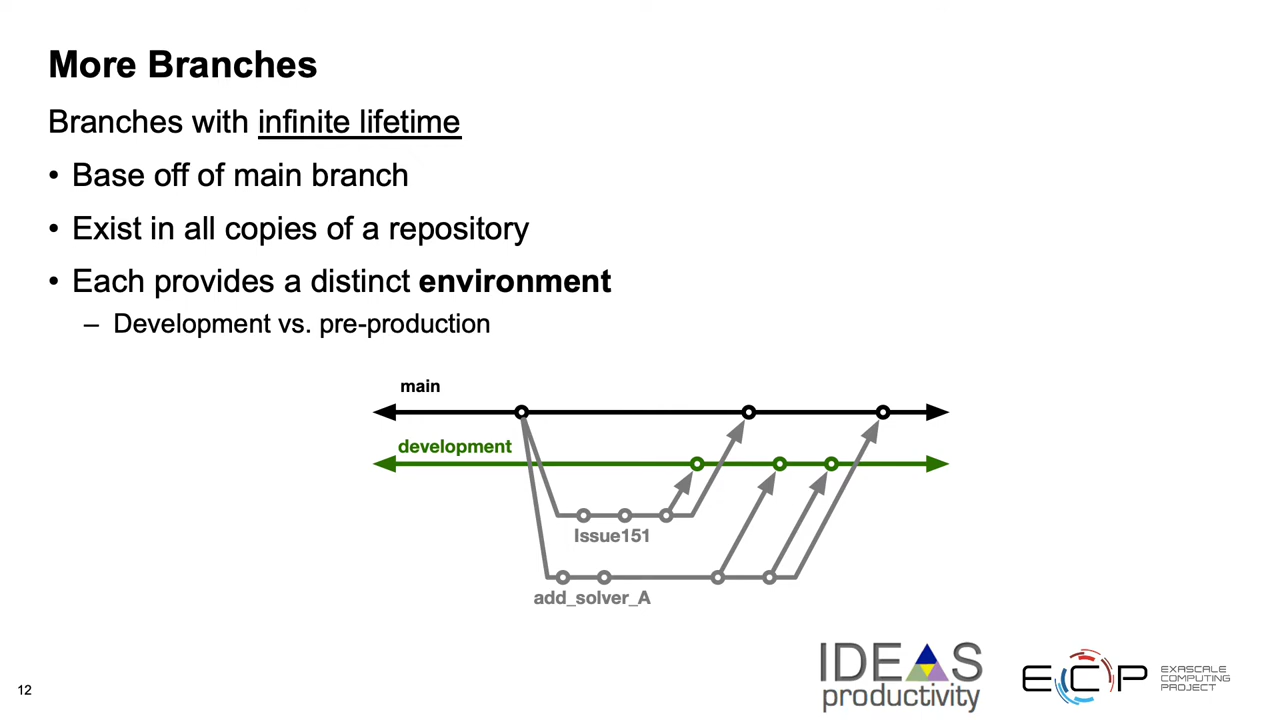 More Branches
Branches with infinite lifetime
• Base off of main branch
• Exist in all copies of a repository
• Each provides a distinct environment
– Development vs. pre-production
main
development
Issue151
add_solver_A
12
IDEAS
productivity
ECP
EXASCALE
COMPUTING
PROJECT